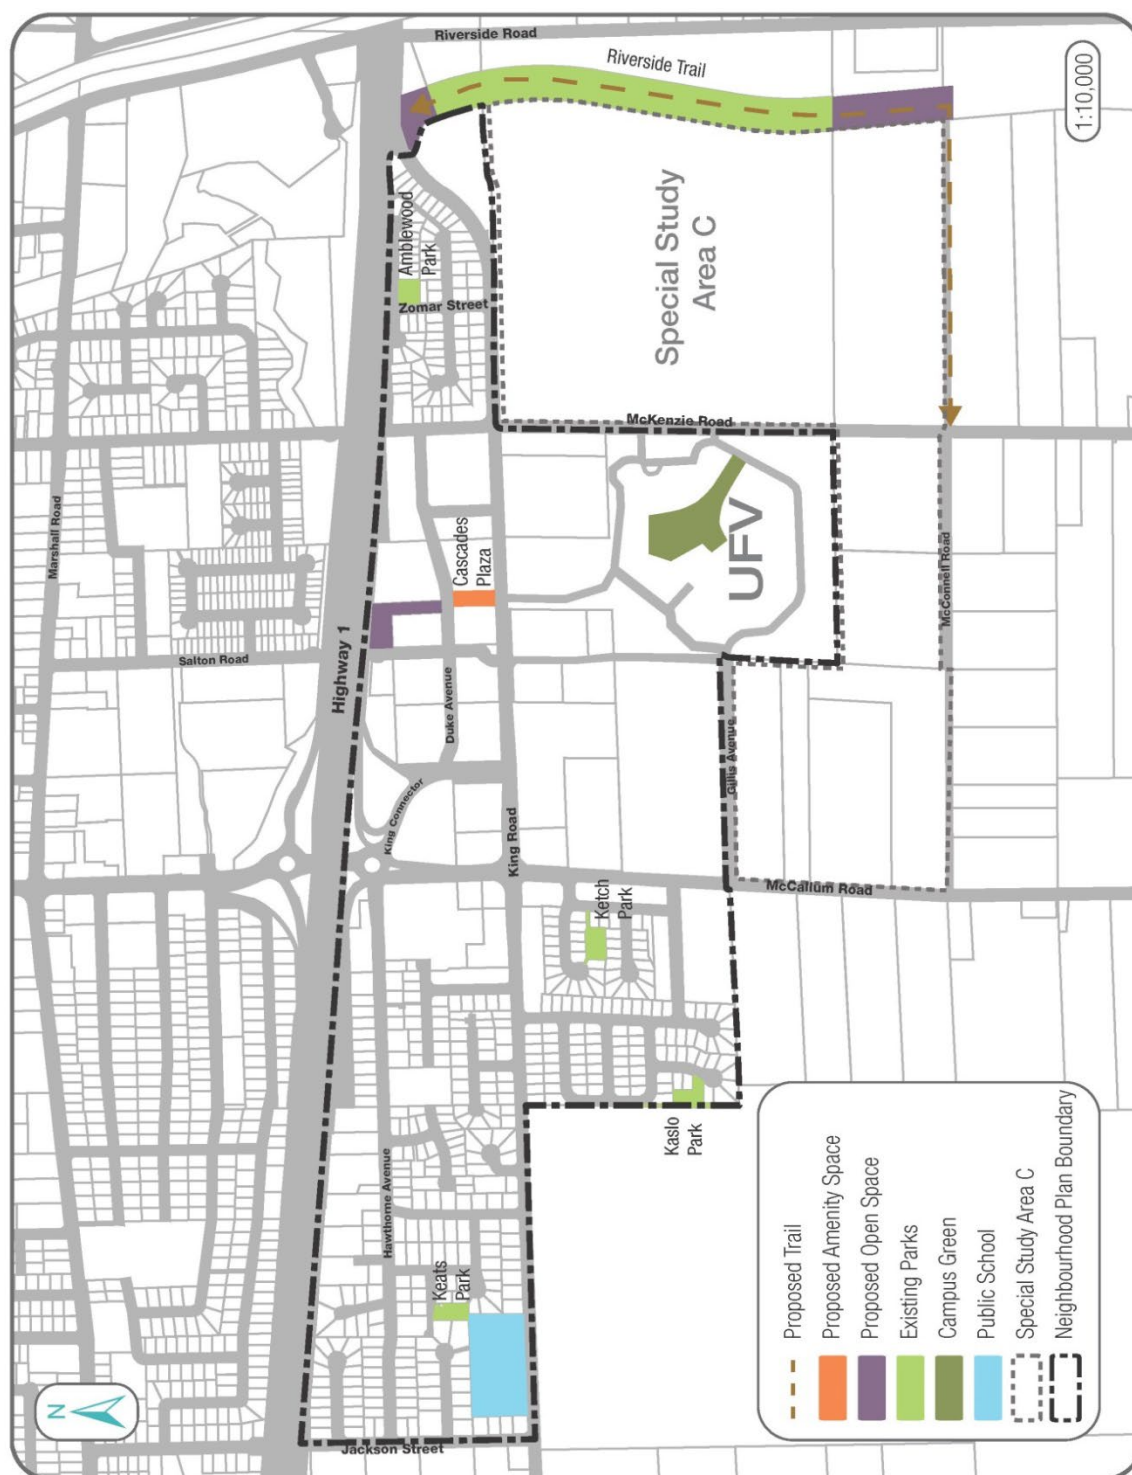 Riverside Road
Riverside Trail
1:10,000
Amblewood
Park
Zomar Street
Special Study
Area C
McKenzie Road
Marshall Road
Cascades
Plaza
UFV
McConnell Road
Salton Road
Highway 1
Duke Avenue
Gillis Avenue
King Connector
King Road
McCallum Road
Ketch
Park
Kaslo
Park
Hawthorne Avenue
Keats
Park
Jackson Street
N
Proposed Trail
Proposed Amenity Space
Proposed Open Space
Existing Parks
Campus Green
Public School
Special Study Area C
Neighbourhood Plan Boundary